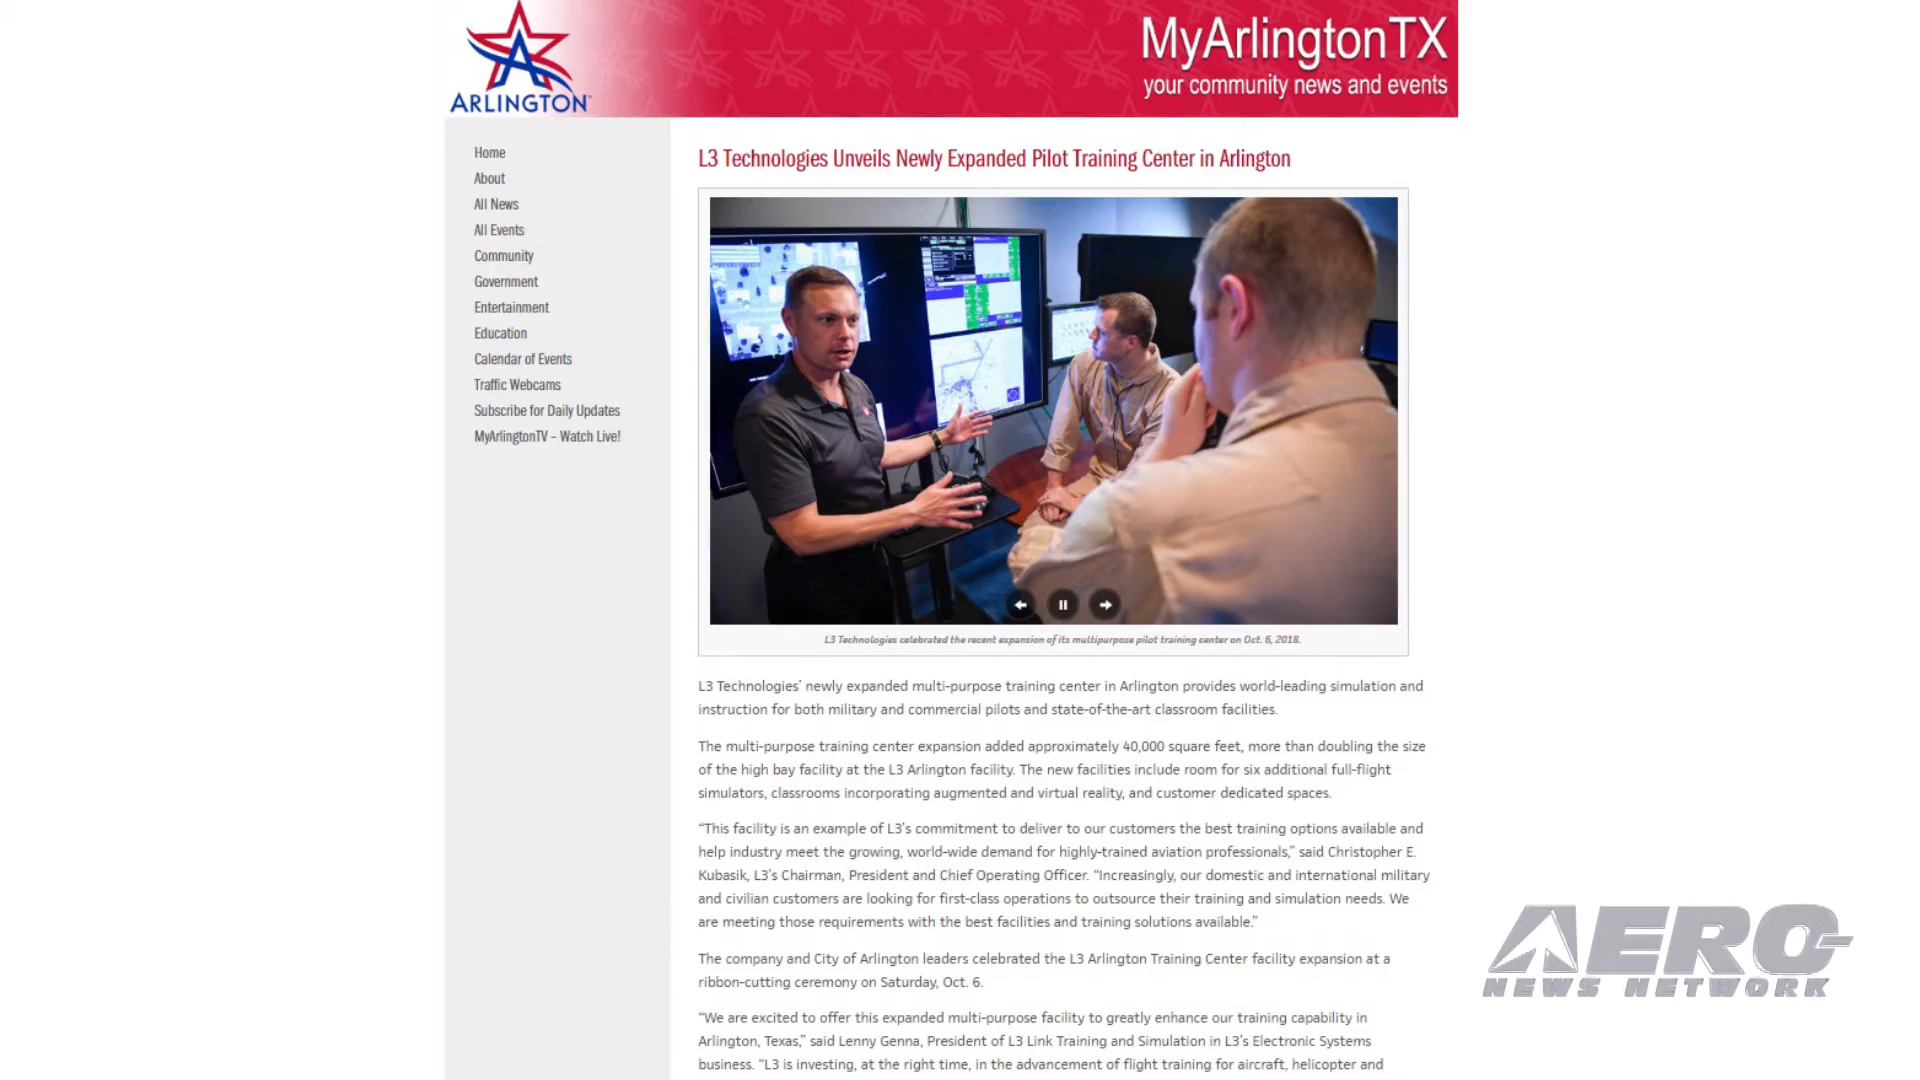 ARLINGTON
MyArlingtonTX
your community news and events
Home
About
All News
All Events
Community
Government
Entertainment
Education
Calendar of Events
Traffic Webcams
Subscribe for Daily Updates
MyArlingtonTV – Watch Live!
L3 Technologies Unveils Newly Expanded Pilot Training Center in Arlington
L3 Technologies celebrated the recent expansion of its multipurpose pilot training center on Oct. 6, 2018.
L3 Technologies’ newly expanded multi-purpose training center in Arlington provides world-leading simulation and
instruction for both military and commercial pilots and state-of-the-art classroom facilities.
The multi-purpose training center expansion added approximately 40,000 square feet, more than doubling the size
of the high bay facility at the L3 Arlington facility. The new facilities include room for six additional full-flight
simulators, classrooms incorporating augmented and virtual reality, and customer dedicated spaces.
“This facility is an example of L3’s commitment to deliver to our customers the best training options available and
help industry meet the growing, world-wide demand for highly-trained aviation professionals,” said Christopher E.
Kubasik, L3’s Chairman, President and Chief Operating Officer. “Increasingly, our domestic and international military
and civilian customers are looking for first-class operations to outsource their training and simulation needs. We
are meeting those requirements with the best facilities and training solutions available.”
The company and City of Arlington leaders celebrated the L3 Arlington Training Center facility expansion at a
ribbon-cutting ceremony on Saturday, Oct. 6.
“We are excited to offer this expanded multi-purpose facility to greatly enhance our training capability in
Arlington, Texas,” said Lenny Genna, President of L3 Link Training and Simulation in L3’s Electronic Systems
business. “L3 is investing, at the right time, in the advancement of flight training for aircraft, helicopter and
AERO-
NEWS NETWORK